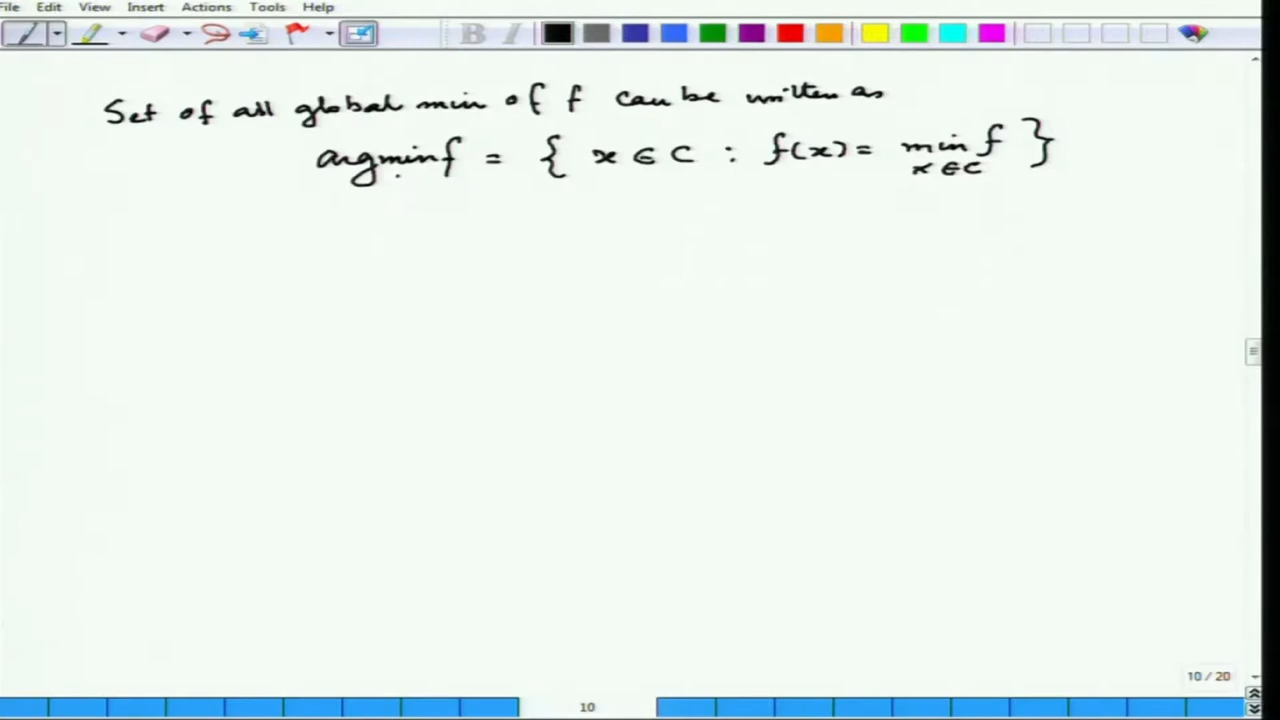 File Edit View Insert Actions Tools Help
B I
Set of all global min of f can be written as
argmin f = { x ∈ C : f(x) = min f }
x ∈ C
10 / 20
10